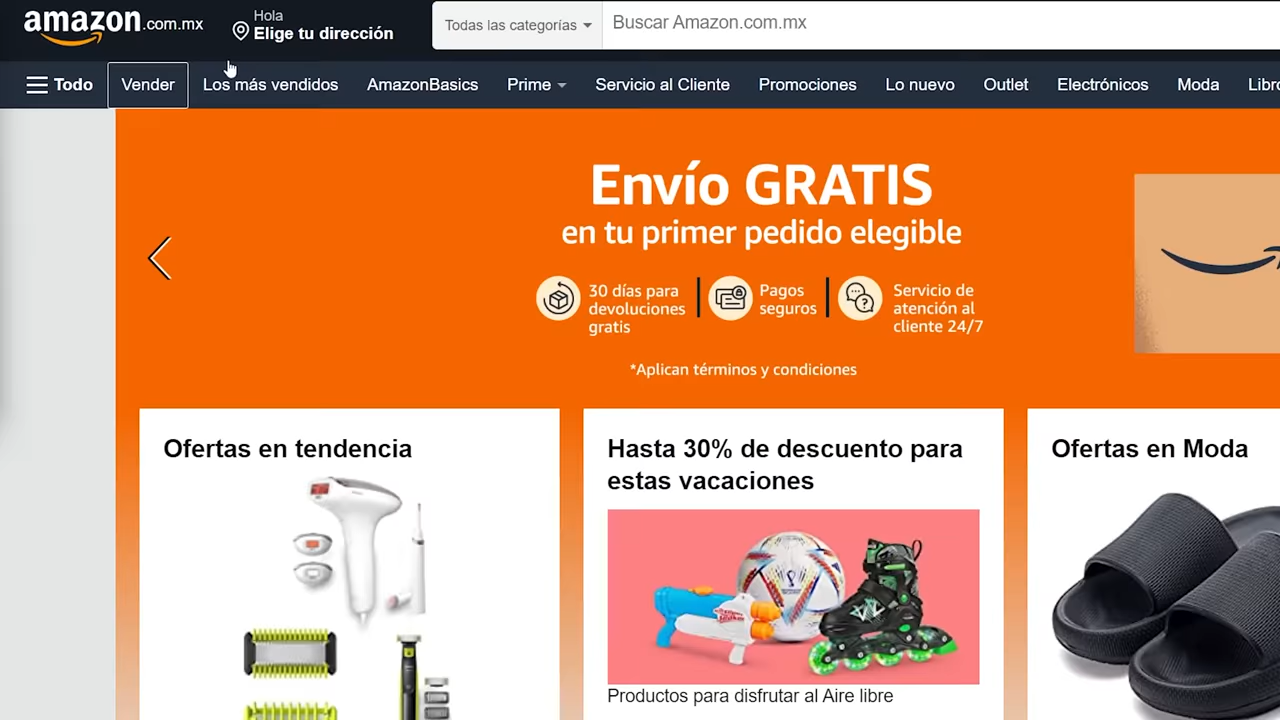 amazon.com.mx
Hola
Elige tu dirección
Todas las categorías
Buscar Amazon.com.mx
Todo
Vender
Los más vendidos
AmazonBasics
Prime
Servicio al Cliente
Promociones
Lo nuevo
Outlet
Electrónicos
Moda
Libro
Envío GRATIS
en tu primer pedido elegible
30 días para
devoluciones
gratis
Pagos
seguros
Servicio de
atención al
cliente 24/7
*Aplican términos y condiciones
Ofertas en tendencia
Hasta 30% de descuento para
estas vacaciones
Ofertas en Moda
Productos para disfrutar al Aire libre